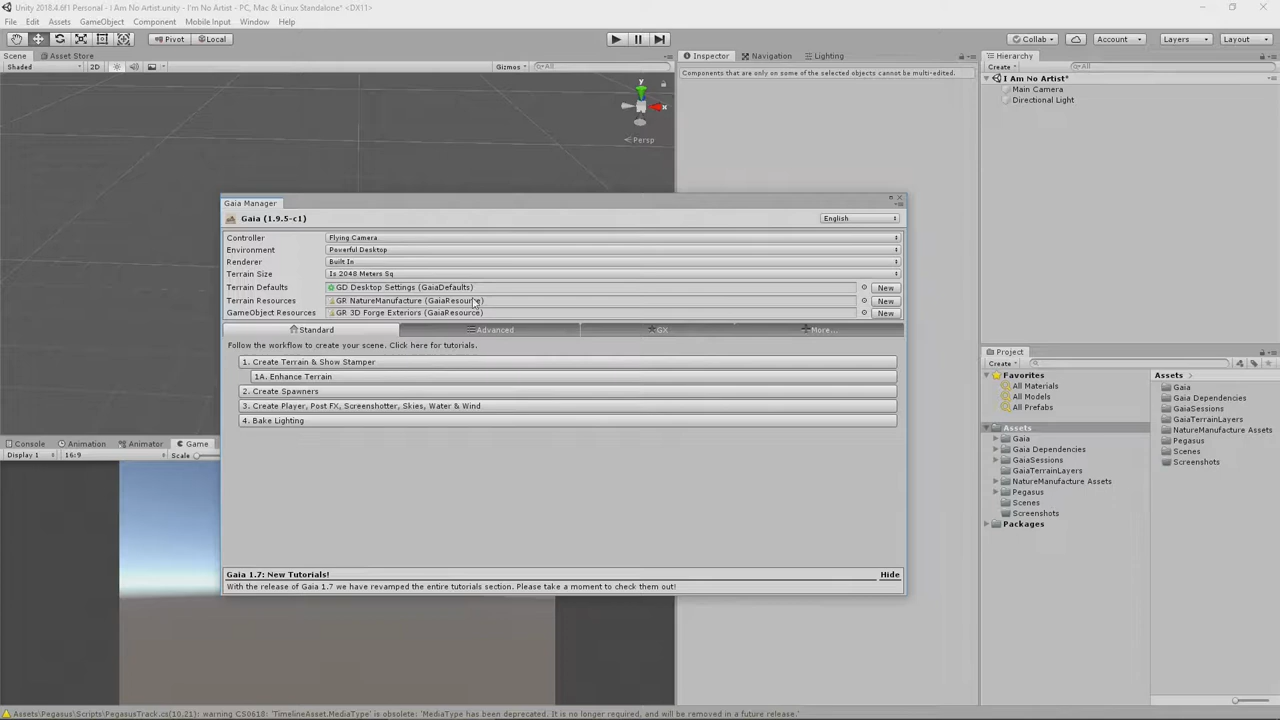 Unity 2018.4.6f1 Personal - I Am No Artist.unity - I'm No Artist - PC, Mac & Linux Standalone* <DX11>
File Edit Assets GameObject Component Mobile Input Window Help
Pivot Local
Collab Account Layers Layout
Scene Asset Store
Shaded 2D Gizmos All
y
x
Persp
Inspector Navigation Lighting
Components that are only on some of the selected objects cannot be multi-edited.
Hierarchy
Create All
I Am No Artist*
Main Camera
Directional Light
Gaia Manager
Gaia (1.9.5-c1) English
Controller Flying Camera
Environment Powerful Desktop
Renderer Built In
Terrain Size Is 2048 Meters Sq
Terrain Defaults GD Desktop Settings (GaiaDefaults) New
Terrain Resources GR NatureManufacture (GaiaResource) New
GameObject Resources GR 3D Forge Exteriors (GaiaResource) New
Standard Advanced GX More...
Follow the workflow to create your scene. Click here for tutorials.
1. Create Terrain & Show Stamper
1A. Enhance Terrain
2. Create Spawners
3. Create Player, Post FX, Screenshotter, Skies, Water & Wind
4. Bake Lighting
Gaia 1.7: New Tutorials! Hide
With the release of Gaia 1.7 we have revamped the entire tutorials section. Please take a moment to check them out!
Console Animation Animator Game
Display 1 16:9 Scale
Project
Create
Favorites
All Materials
All Models
All Prefabs
Assets
Gaia
Gaia Dependencies
GaiaSessions
GaiaTerrainLayers
NatureManufacture Assets
Pegasus
Scenes
Screenshots
Packages
Assets
Gaia
Gaia Dependencies
GaiaSessions
GaiaTerrainLayers
NatureManufacture Assets
Pegasus
Scenes
Screenshots
Assets\Pegasus\Scripts\PegasusTrack.cs(10,21): warning CS0618: 'TimelineAsset.MediaType' is obsolete: 'MediaType has been deprecated. It is no longer required, and will be removed in a future release.'